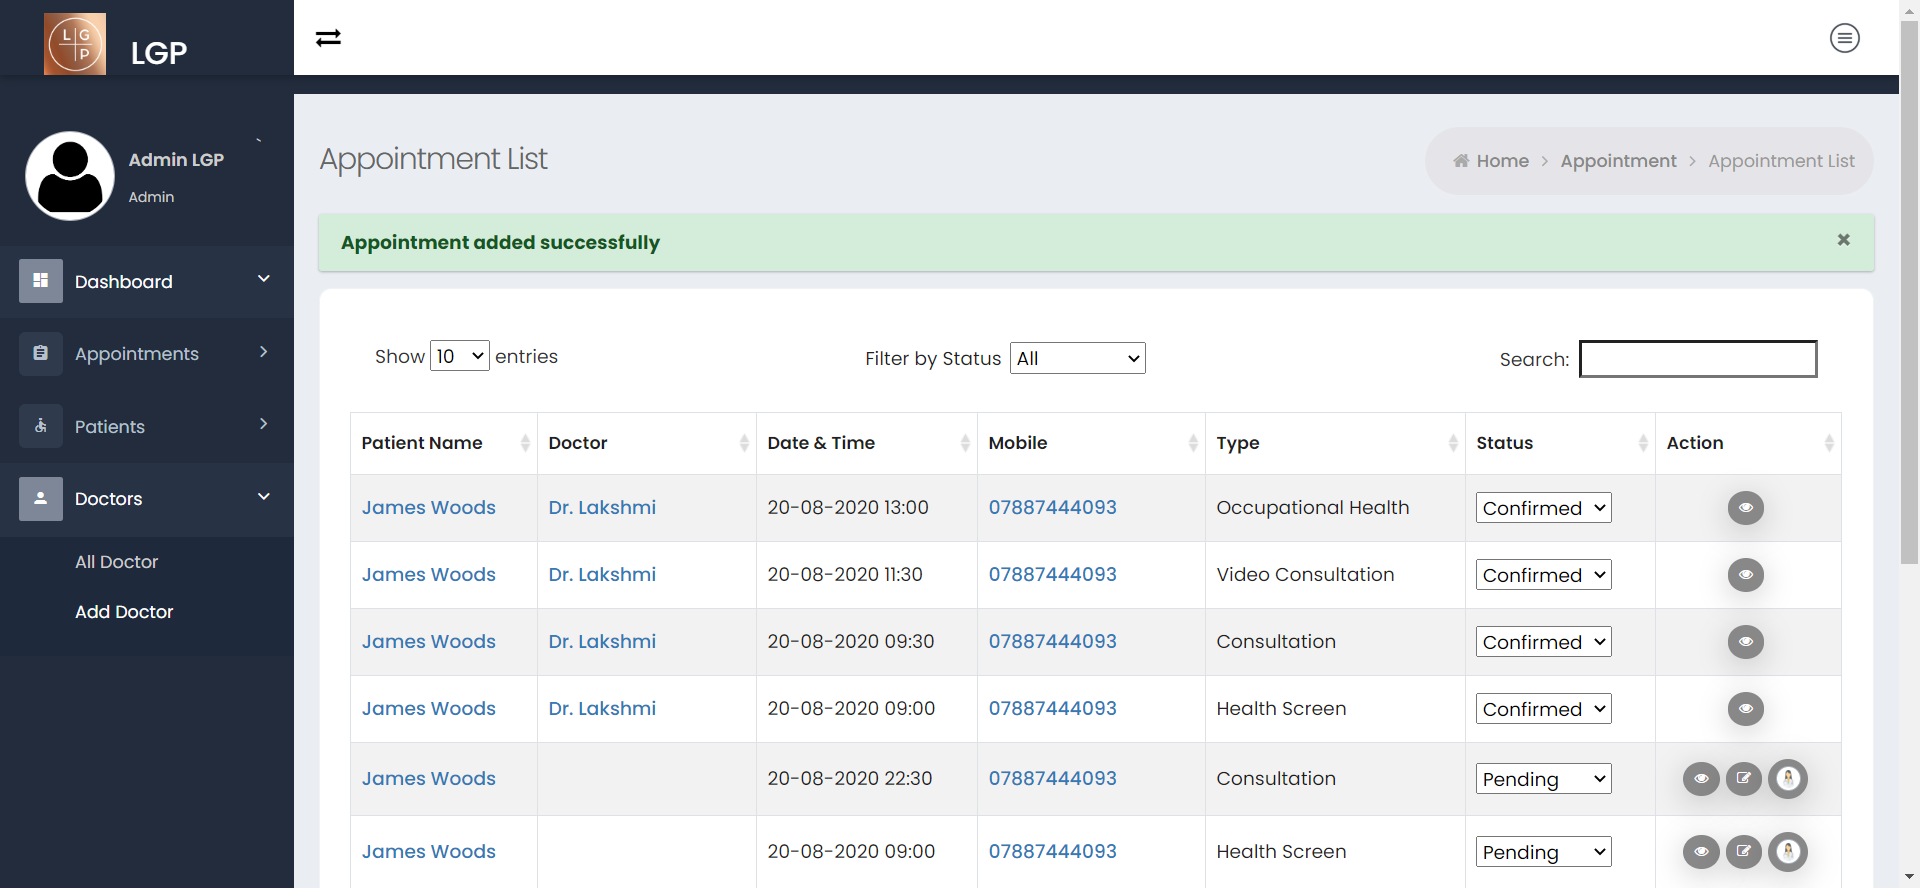 L G P
LGP
Admin LGP
Admin
Dashboard
Appointments
Patients
Doctors
All Doctor
Add Doctor
Appointment List
Home > Appointment > Appointment List
Appointment added successfully ×
Show 10 entries Filter by Status All Search:
Patient Name Doctor Date & Time Mobile Type Status Action
James Woods Dr. Lakshmi 20-08-2020 13:00 07887444093 Occupational Health Confirmed
James Woods Dr. Lakshmi 20-08-2020 11:30 07887444093 Video Consultation Confirmed
James Woods Dr. Lakshmi 20-08-2020 09:30 07887444093 Consultation Confirmed
James Woods Dr. Lakshmi 20-08-2020 09:00 07887444093 Health Screen Confirmed
James Woods 20-08-2020 22:30 07887444093 Consultation Pending
James Woods 20-08-2020 09:00 07887444093 Health Screen Pending